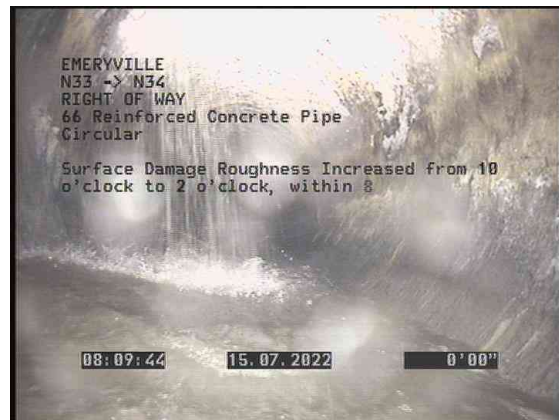 EMERYVILLE
N33 -> N34
RIGHT OF WAY
66 Reinforced Concrete Pipe
Circular
Surface Damage Roughness Increased from 10
o'clock to 2 o'clock, within 8
08:09:44 15.07.2022 0'00"